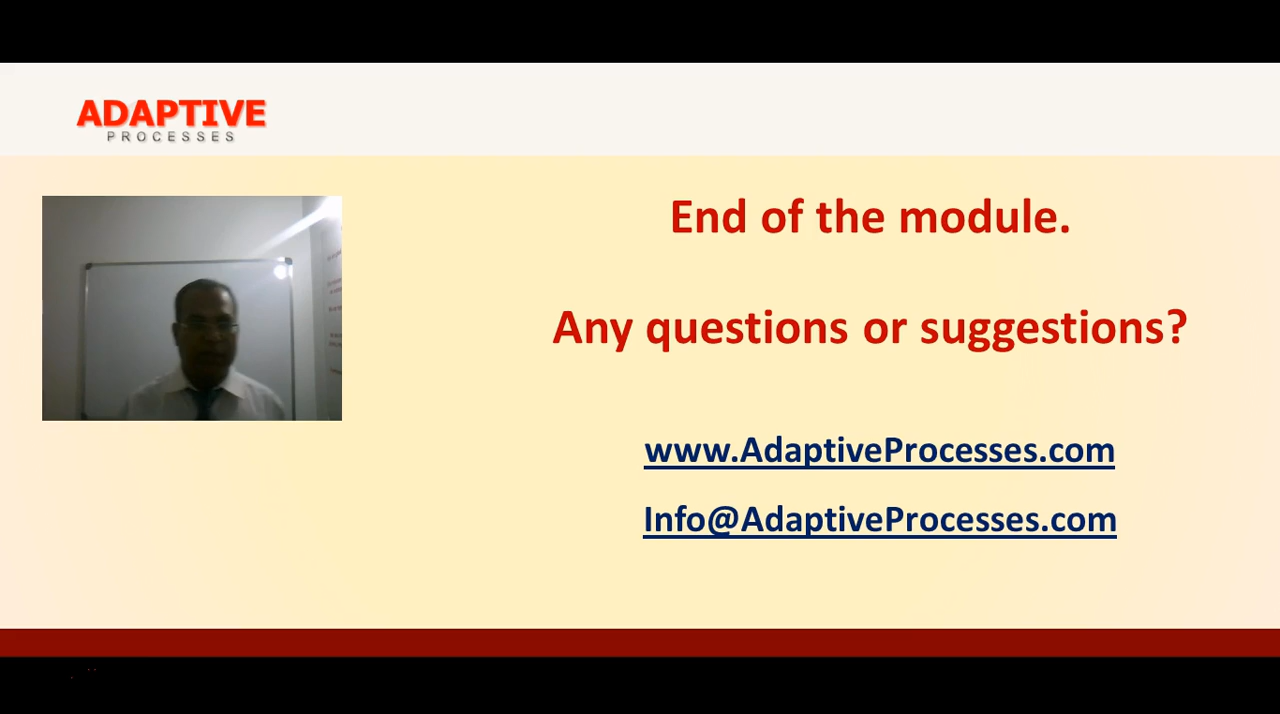 ADAPTIVE
PROCESSES
End of the module.
Any questions or suggestions?
www.AdaptiveProcesses.com
Info@AdaptiveProcesses.com